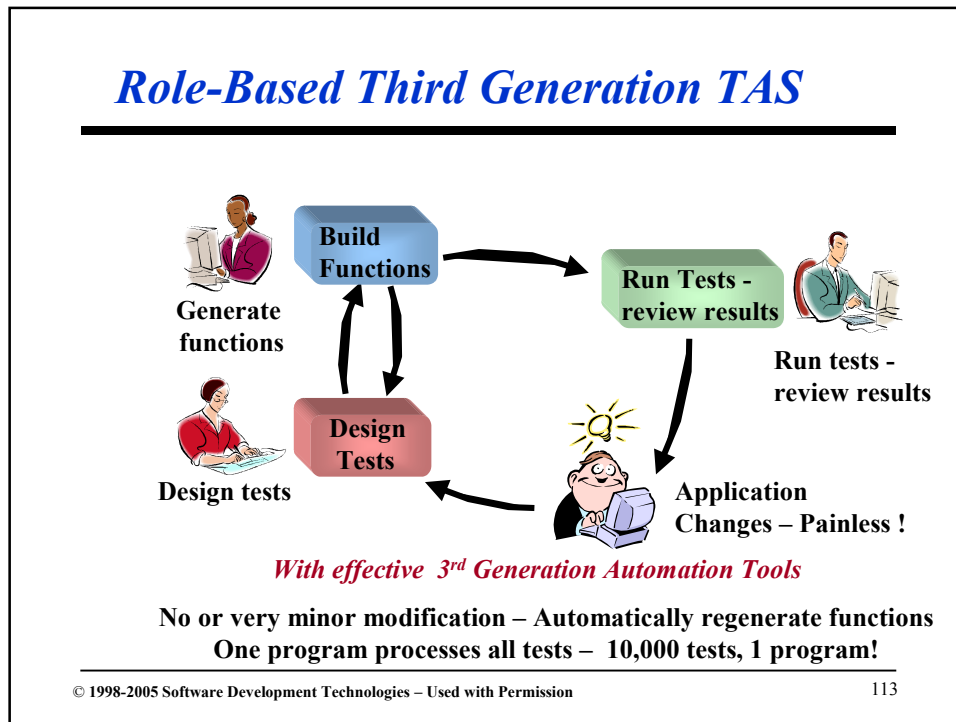 Role-Based Third Generation TAS
Build
Functions
Generate
functions
Run Tests -
review results
Run tests -
review results
Design
Tests
Design tests
Application
Changes – Painless !
With effective 3rd Generation Automation Tools
No or very minor modification – Automatically regenerate functions
One program processes all tests – 10,000 tests, 1 program!
© 1998-2005 Software Development Technologies – Used with Permission
113